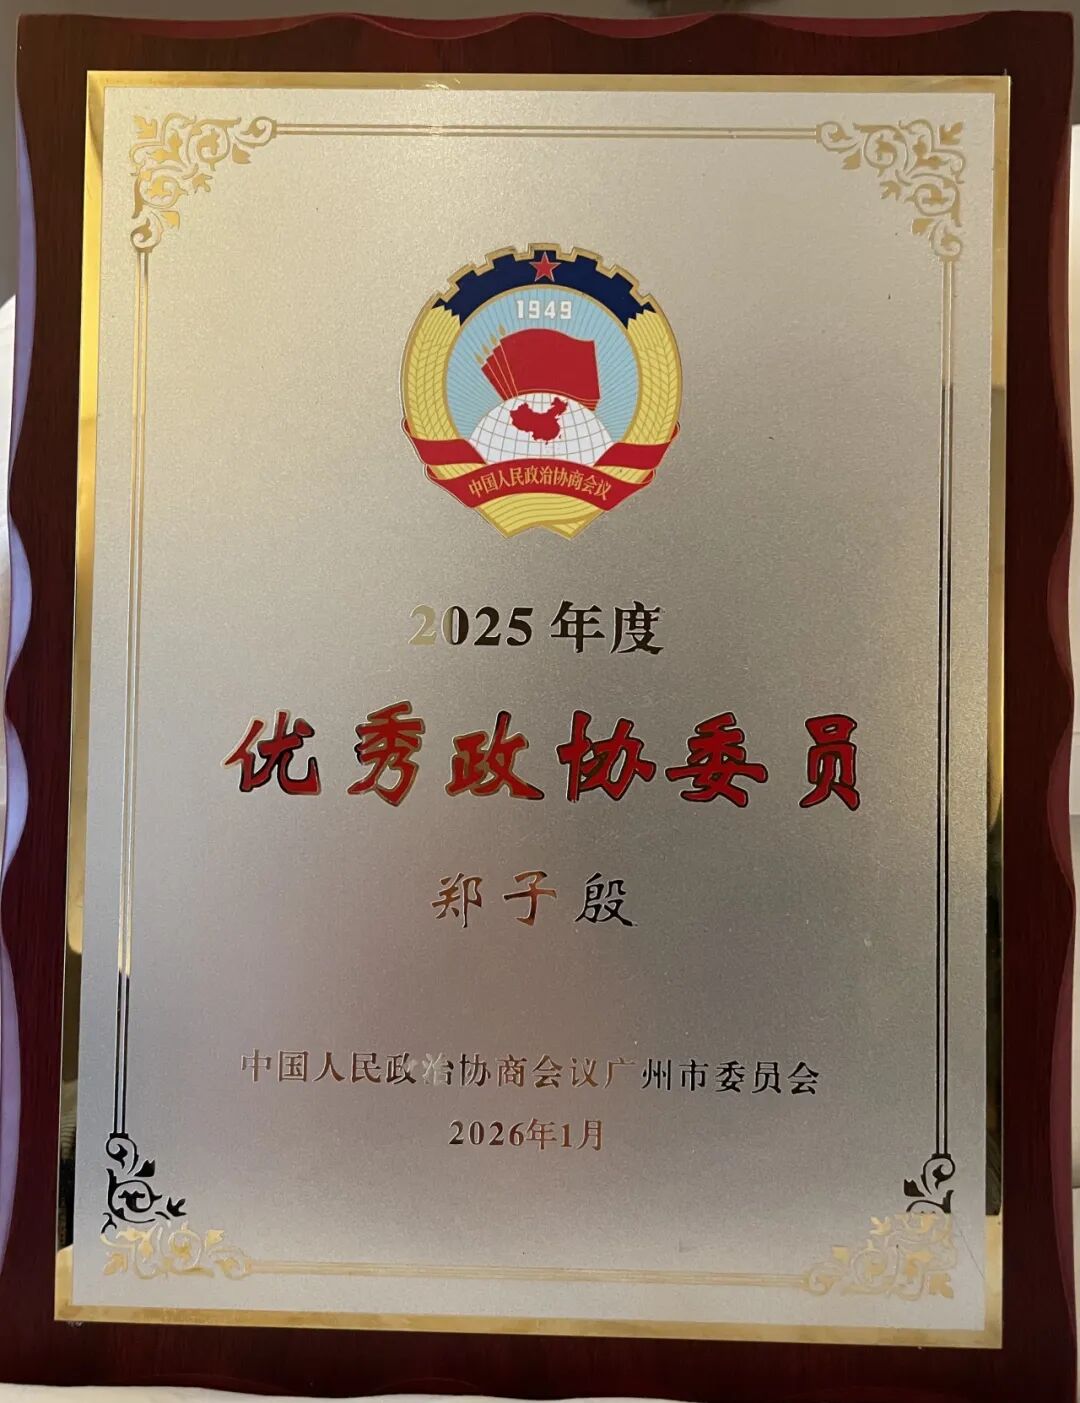 1949
中国人民政治协商会议
2025年度
优秀政协委员
郑子殷
中国人民政治协商会议广州市委员会
2026年1月